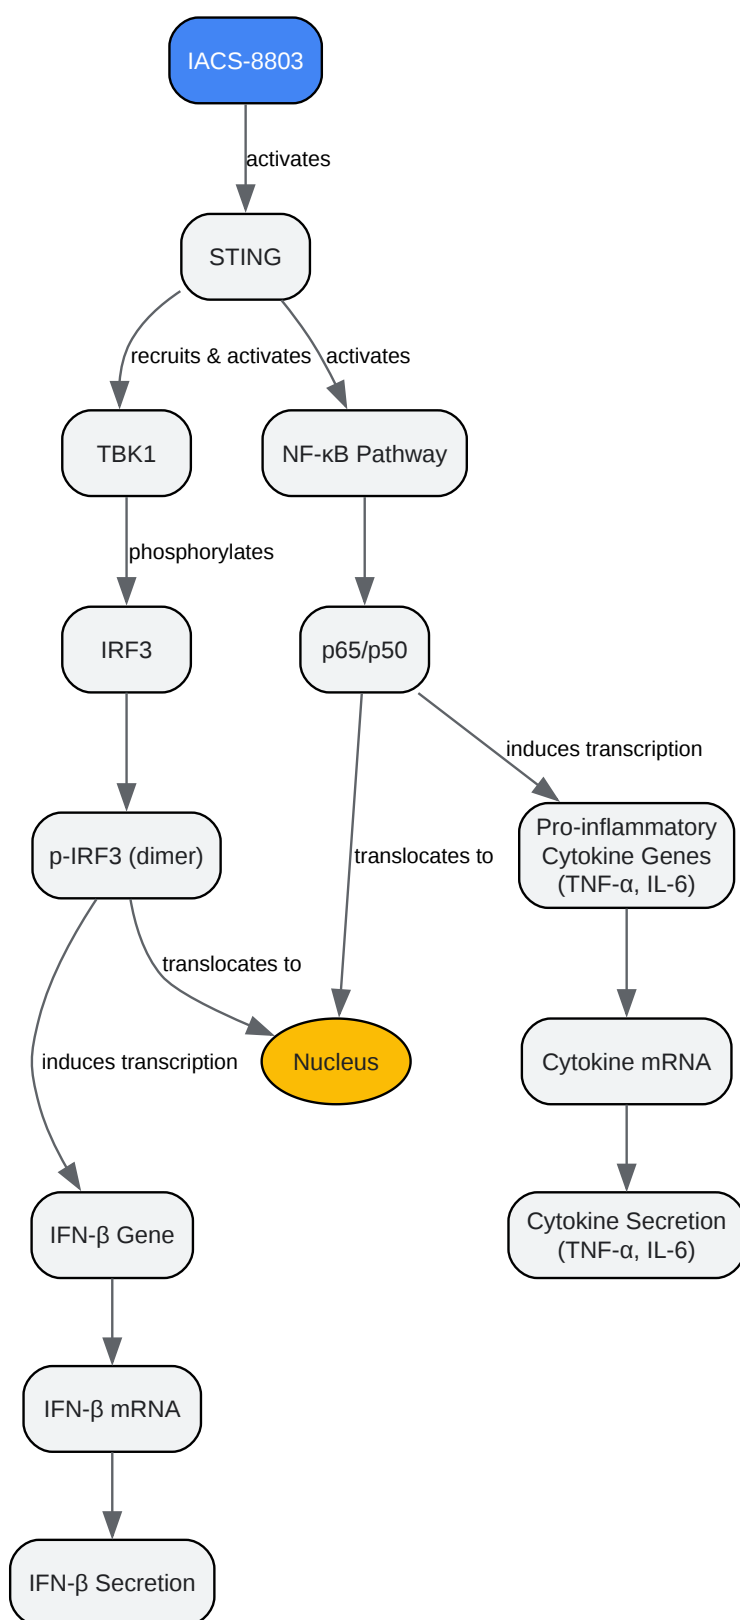 IACS-8803
activates
STING
recruits & activates
activates
TBK1
NF-κB Pathway
phosphorylates
IRF3
p65/p50
induces transcription
Pro-inflammatory
Cytokine Genes
(TNF-α, IL-6)
p-IRF3 (dimer)
translocates to
translocates to
induces transcription
Nucleus
Cytokine mRNA
IFN-β Gene
Cytokine Secretion
(TNF-α, IL-6)
IFN-β mRNA
IFN-β Secretion